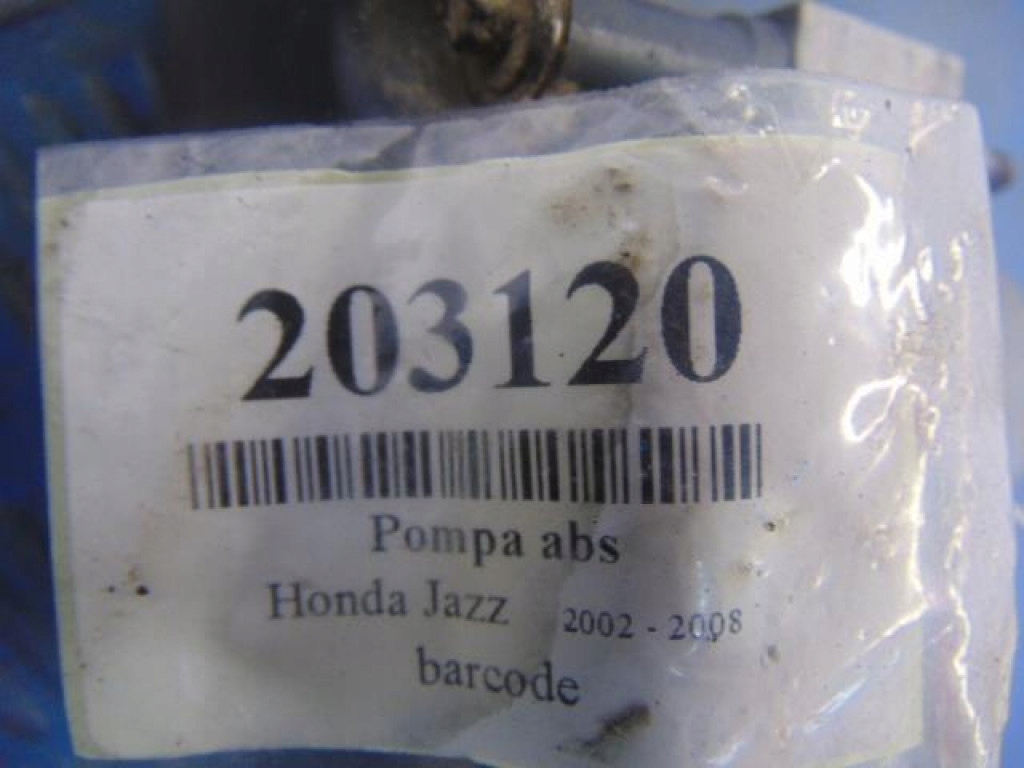 203120
Pompa abs
Honda Jazz 2002 - 2008
barcode